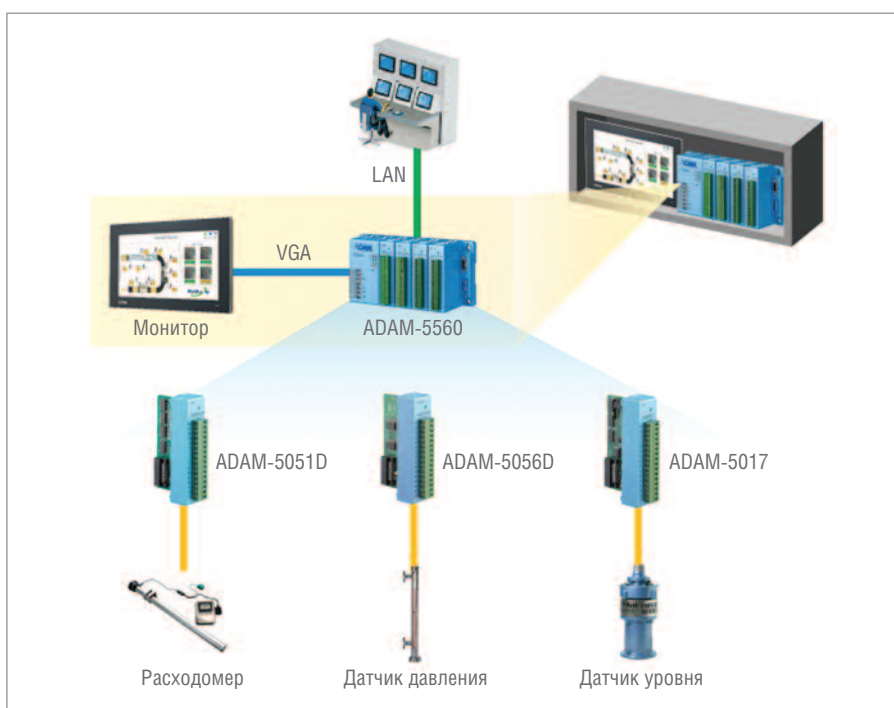 LAN
VGA
Монитор
ADAM-5560
ADAM-5051D
ADAM-5056D
ADAM-5017
Расходомер
Датчик давления
Датчик уровня